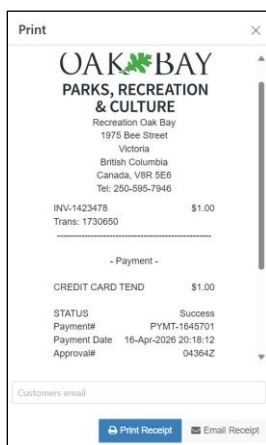 Print
OAK BAY
PARKS, RECREATION
& CULTURE
Recreation Oak Bay
1975 Bee Street
Victoria
British Columbia
Canada, V8R 5E6
Tel: 250-595-7946
INV-1423478 $1.00
Trans: 1730650
- Payment -
CREDIT CARD TEND $1.00
STATUS Success
Payment# PYMT-1645701
Payment Date 16-Apr-2026 20:18:12
Approval# 04364Z
Customers email
Print Receipt Email Receipt